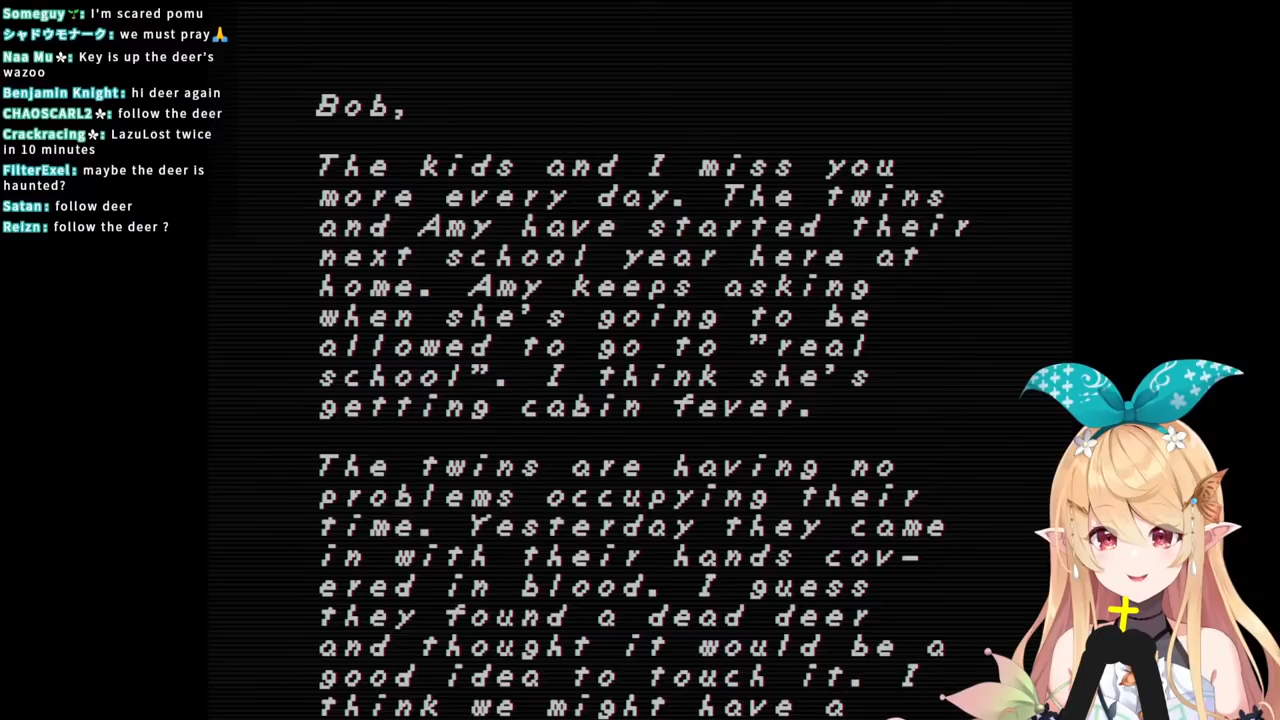 Someguy: I'm scared pomu
シャドウモナーク: we must pray🙏
Naa Mu: Key is up the deer's
wazoo
Benjamin Knight: hi deer again
CHAOSCARL2: follow the deer
Crackracing: LazuLost twice
in 10 minutes
FilterExel: maybe the deer is
haunted?
Satan: follow deer
Reizn: follow the deer ?
Bob,
The kids and I miss you
more every day. The twins
and Amy have started their
next school year here at
home. Amy keeps asking
when she's going to be
allowed to go to "real
school". I think she's
getting cabin fever.
The twins are having no
problems occupying their
time. Yesterday they came
in with their hands cov-
ered in blood. I guess
they found a dead deer
and thought it would be a
good idea to touch it. I
think we might have a